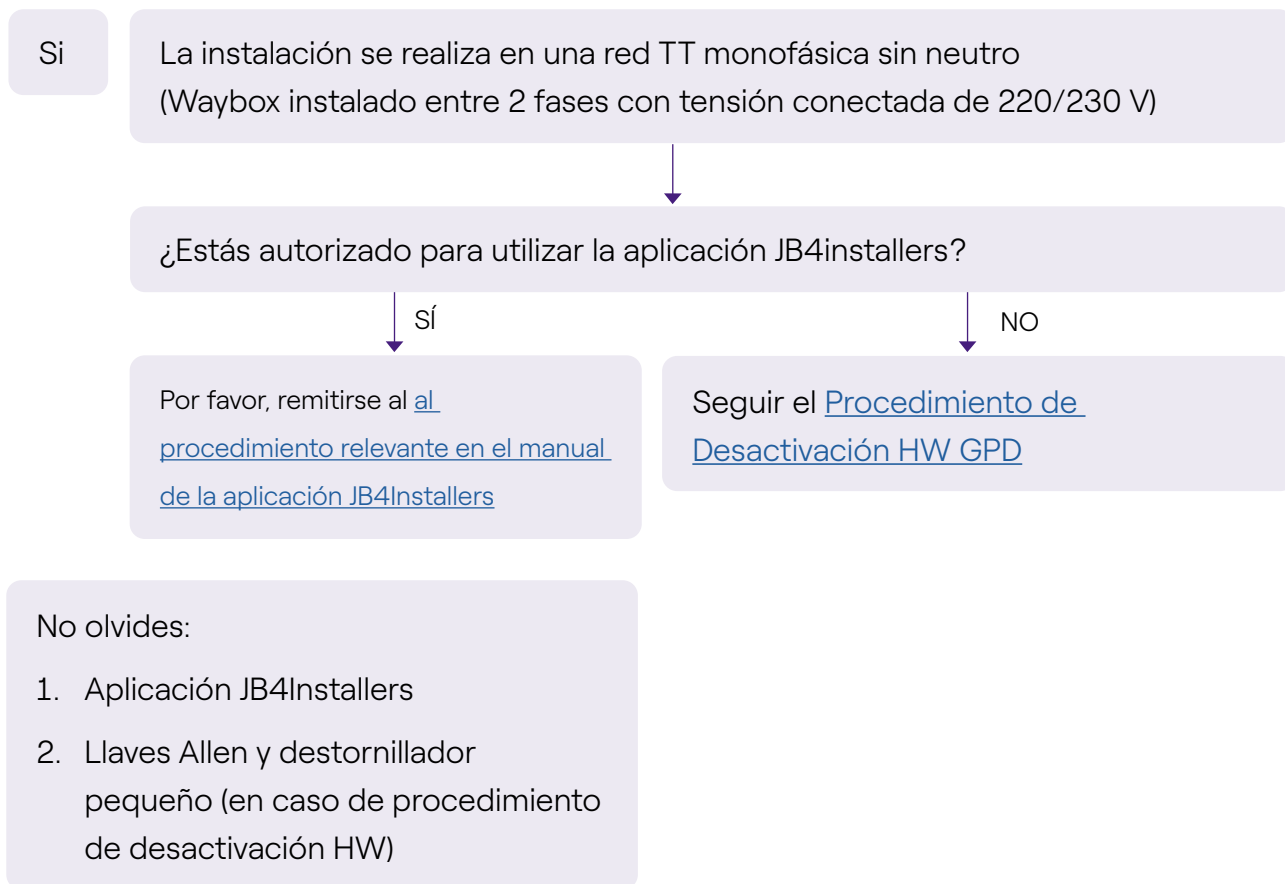 Si
La instalación se realiza en una red TT monofásica sin neutro
(Waybox instalado entre 2 fases con tensión conectada de 220/230 V)
¿Estás autorizado para utilizar la aplicación JB4installers?
SÍ
NO
Por favor, remitirse al al
procedimiento relevante en el manual
de la aplicación JB4Installers
Seguir el Procedimiento de
Desactivación HW GPD
No olvides:
1. Aplicación JB4Installers
2. Llaves Allen y destornillador
pequeño (en caso de procedimiento
de desactivación HW)